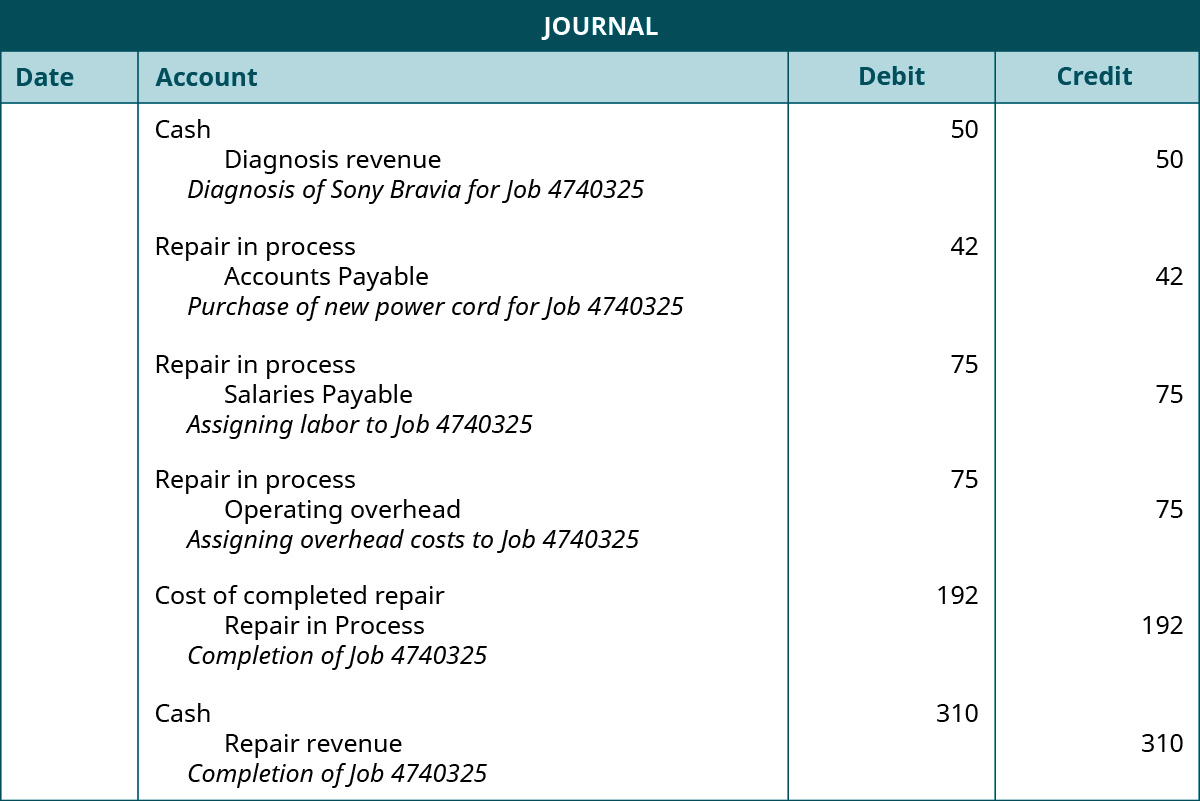 JOURNAL
Date Account Debit Credit
Cash 50
Diagnosis revenue 50
Diagnosis of Sony Bravia for Job 4740325
Repair in process 42
Accounts Payable 42
Purchase of new power cord for Job 4740325
Repair in process 75
Salaries Payable 75
Assigning labor to Job 4740325
Repair in process 75
Operating overhead 75
Assigning overhead costs to Job 4740325
Cost of completed repair 192
Repair in Process 192
Completion of Job 4740325
Cash 310
Repair revenue 310
Completion of Job 4740325